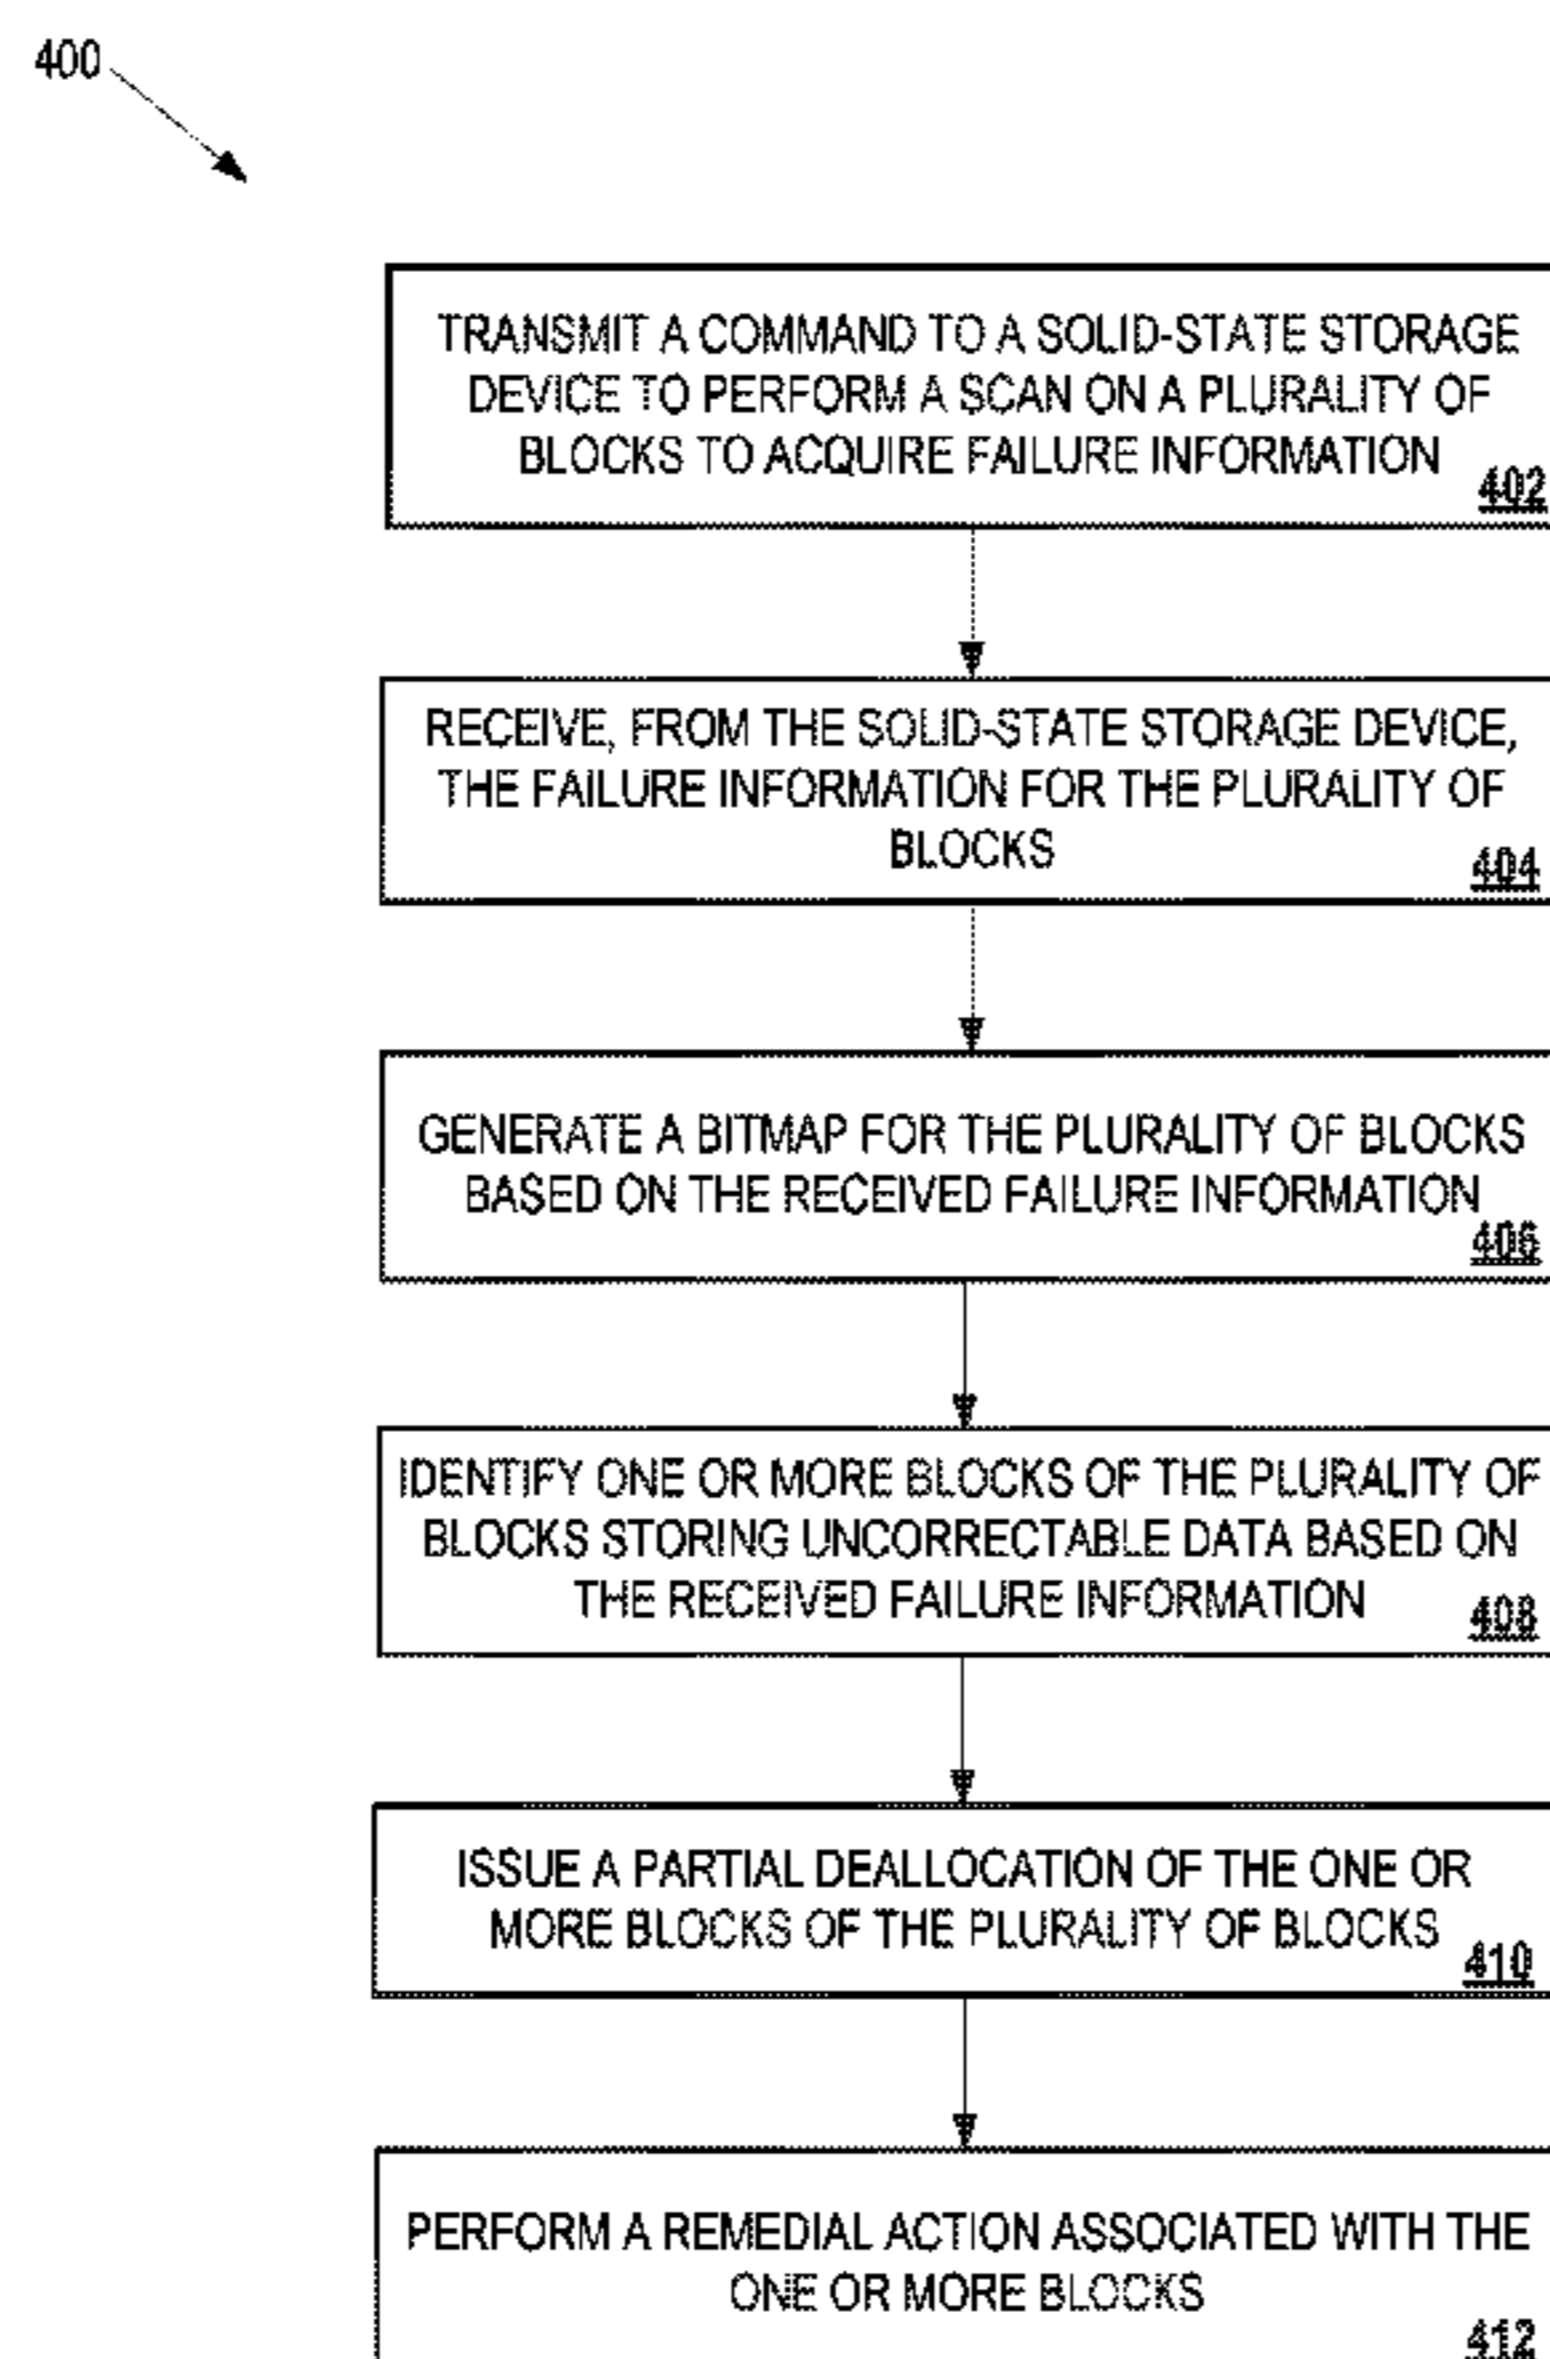 400
TRANSMIT A COMMAND TO A SOLID-STATE STORAGE
DEVICE TO PERFORM A SCAN ON A PLURALITY OF
BLOCKS TO ACQUIRE FAILURE INFORMATION
402
RECEIVE, FROM THE SOLID-STATE STORAGE DEVICE,
THE FAILURE INFORMATION FOR THE PLURALITY OF
BLOCKS
404
GENERATE A BITMAP FOR THE PLURALITY OF BLOCKS
BASED ON THE RECEIVED FAILURE INFORMATION
406
IDENTIFY ONE OR MORE BLOCKS OF THE PLURALITY OF
BLOCKS STORING UNCORRECTABLE DATA BASED ON
THE RECEIVED FAILURE INFORMATION
408
ISSUE A PARTIAL DEALLOCATION OF THE ONE OR
MORE BLOCKS OF THE PLURALITY OF BLOCKS
410
PERFORM A REMEDIAL ACTION ASSOCIATED WITH THE
ONE OR MORE BLOCKS
412